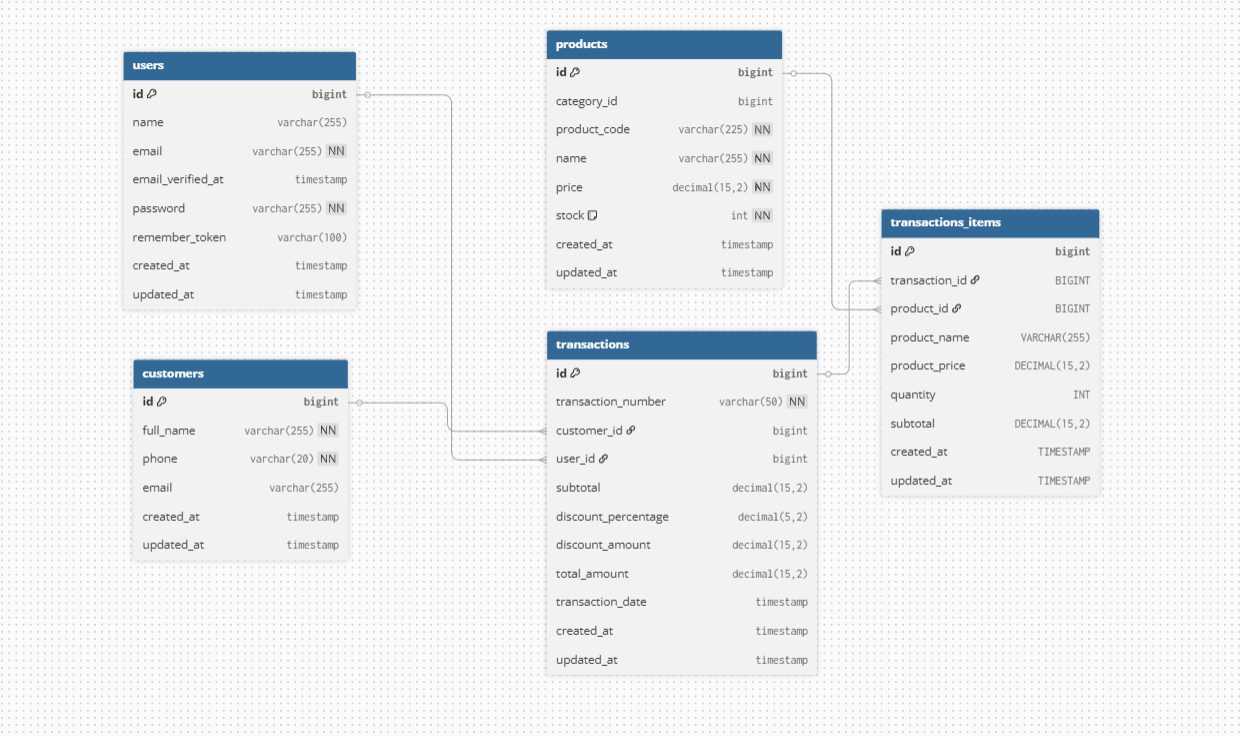 users
id bigint
name varchar(255)
email varchar(255) NN
email_verified_at timestamp
password varchar(255) NN
remember_token varchar(100)
created_at timestamp
updated_at timestamp
customers
id bigint
full_name varchar(255) NN
phone varchar(20) NN
email varchar(255)
created_at timestamp
updated_at timestamp
products
id bigint
category_id bigint
product_code varchar(225) NN
name varchar(255) NN
price decimal(15,2) NN
stock int NN
created_at timestamp
updated_at timestamp
transactions
id bigint
transaction_number varchar(50) NN
customer_id bigint
user_id bigint
subtotal decimal(15,2)
discount_percentage decimal(5,2)
discount_amount decimal(15,2)
total_amount decimal(15,2)
transaction_date timestamp
created_at timestamp
updated_at timestamp
transactions_items
id bigint
transaction_id BIGINT
product_id BIGINT
product_name VARCHAR(255)
product_price DECIMAL(15,2)
quantity INT
subtotal DECIMAL(15,2)
created_at TIMESTAMP
updated_at TIMESTAMP